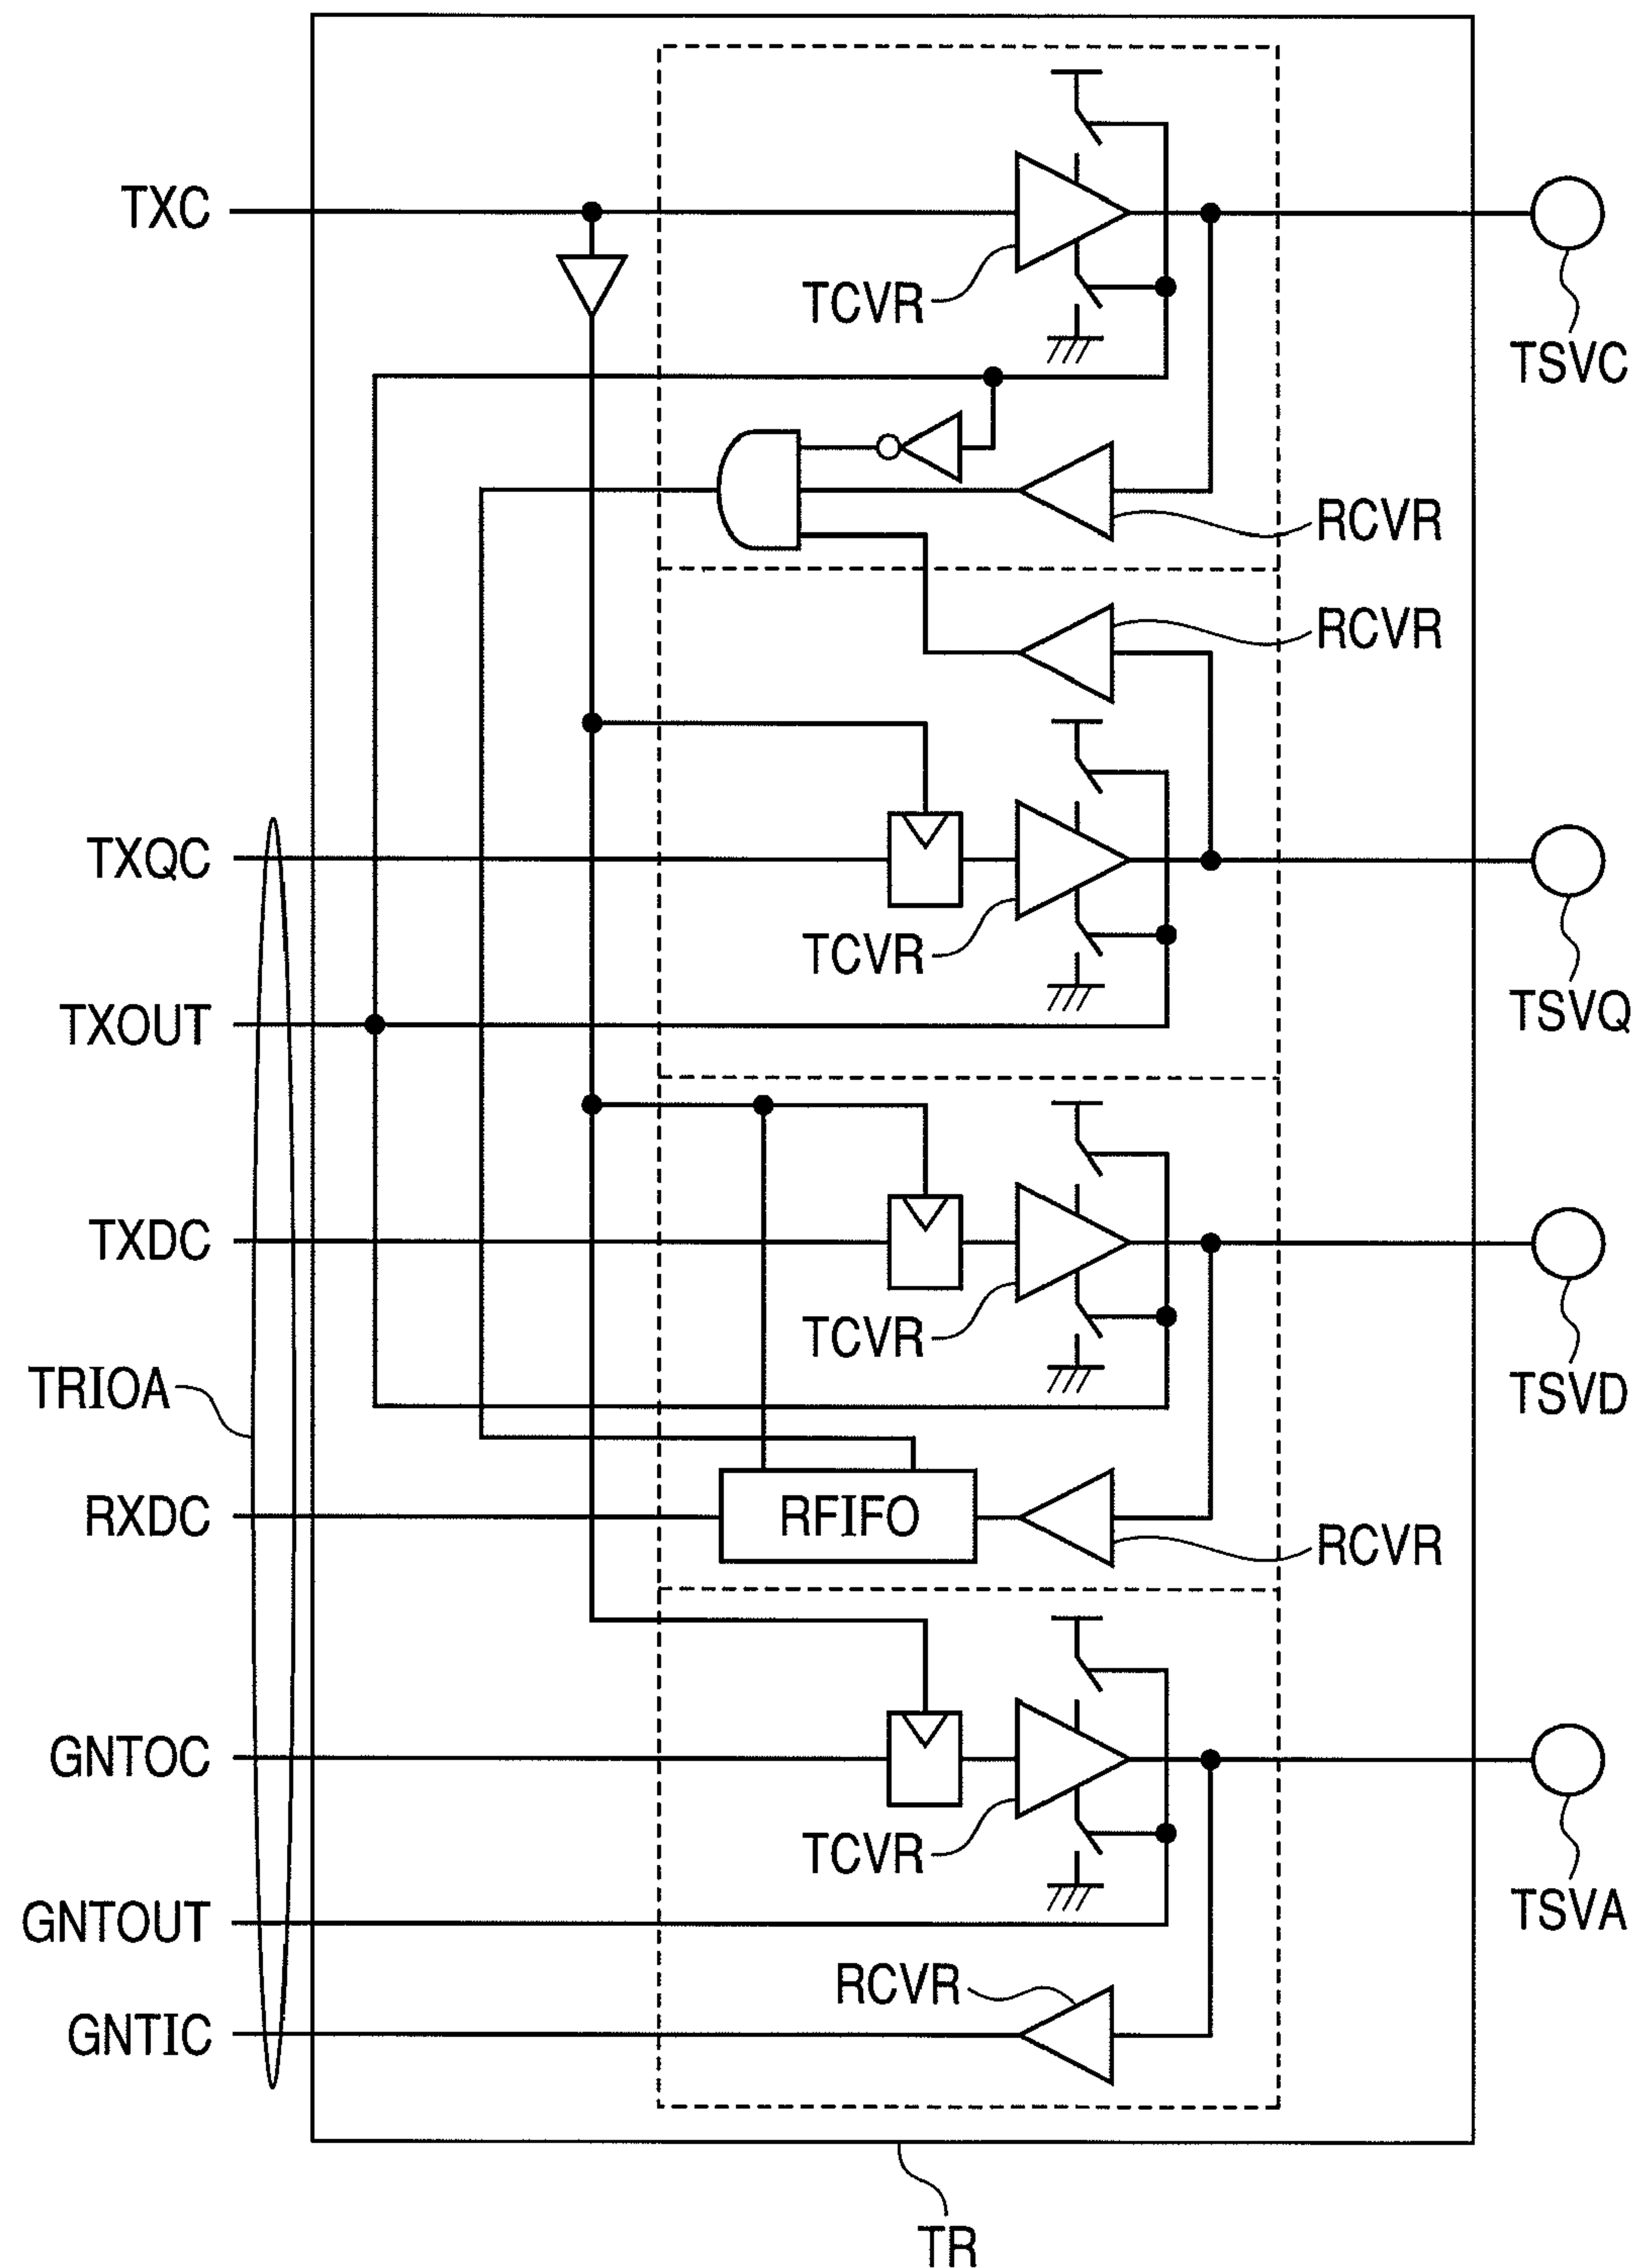 TXC
TCVR
TSVC
RCVR
RCVR
TXQC
TCVR
TSVQ
TXOUT
TXDC
TCVR
TRIOA
TSVD
RXDC
RFIFO
RCVR
GNTOC
TCVR
TSVA
GNTOUT
RCVR
GNTIC
TR